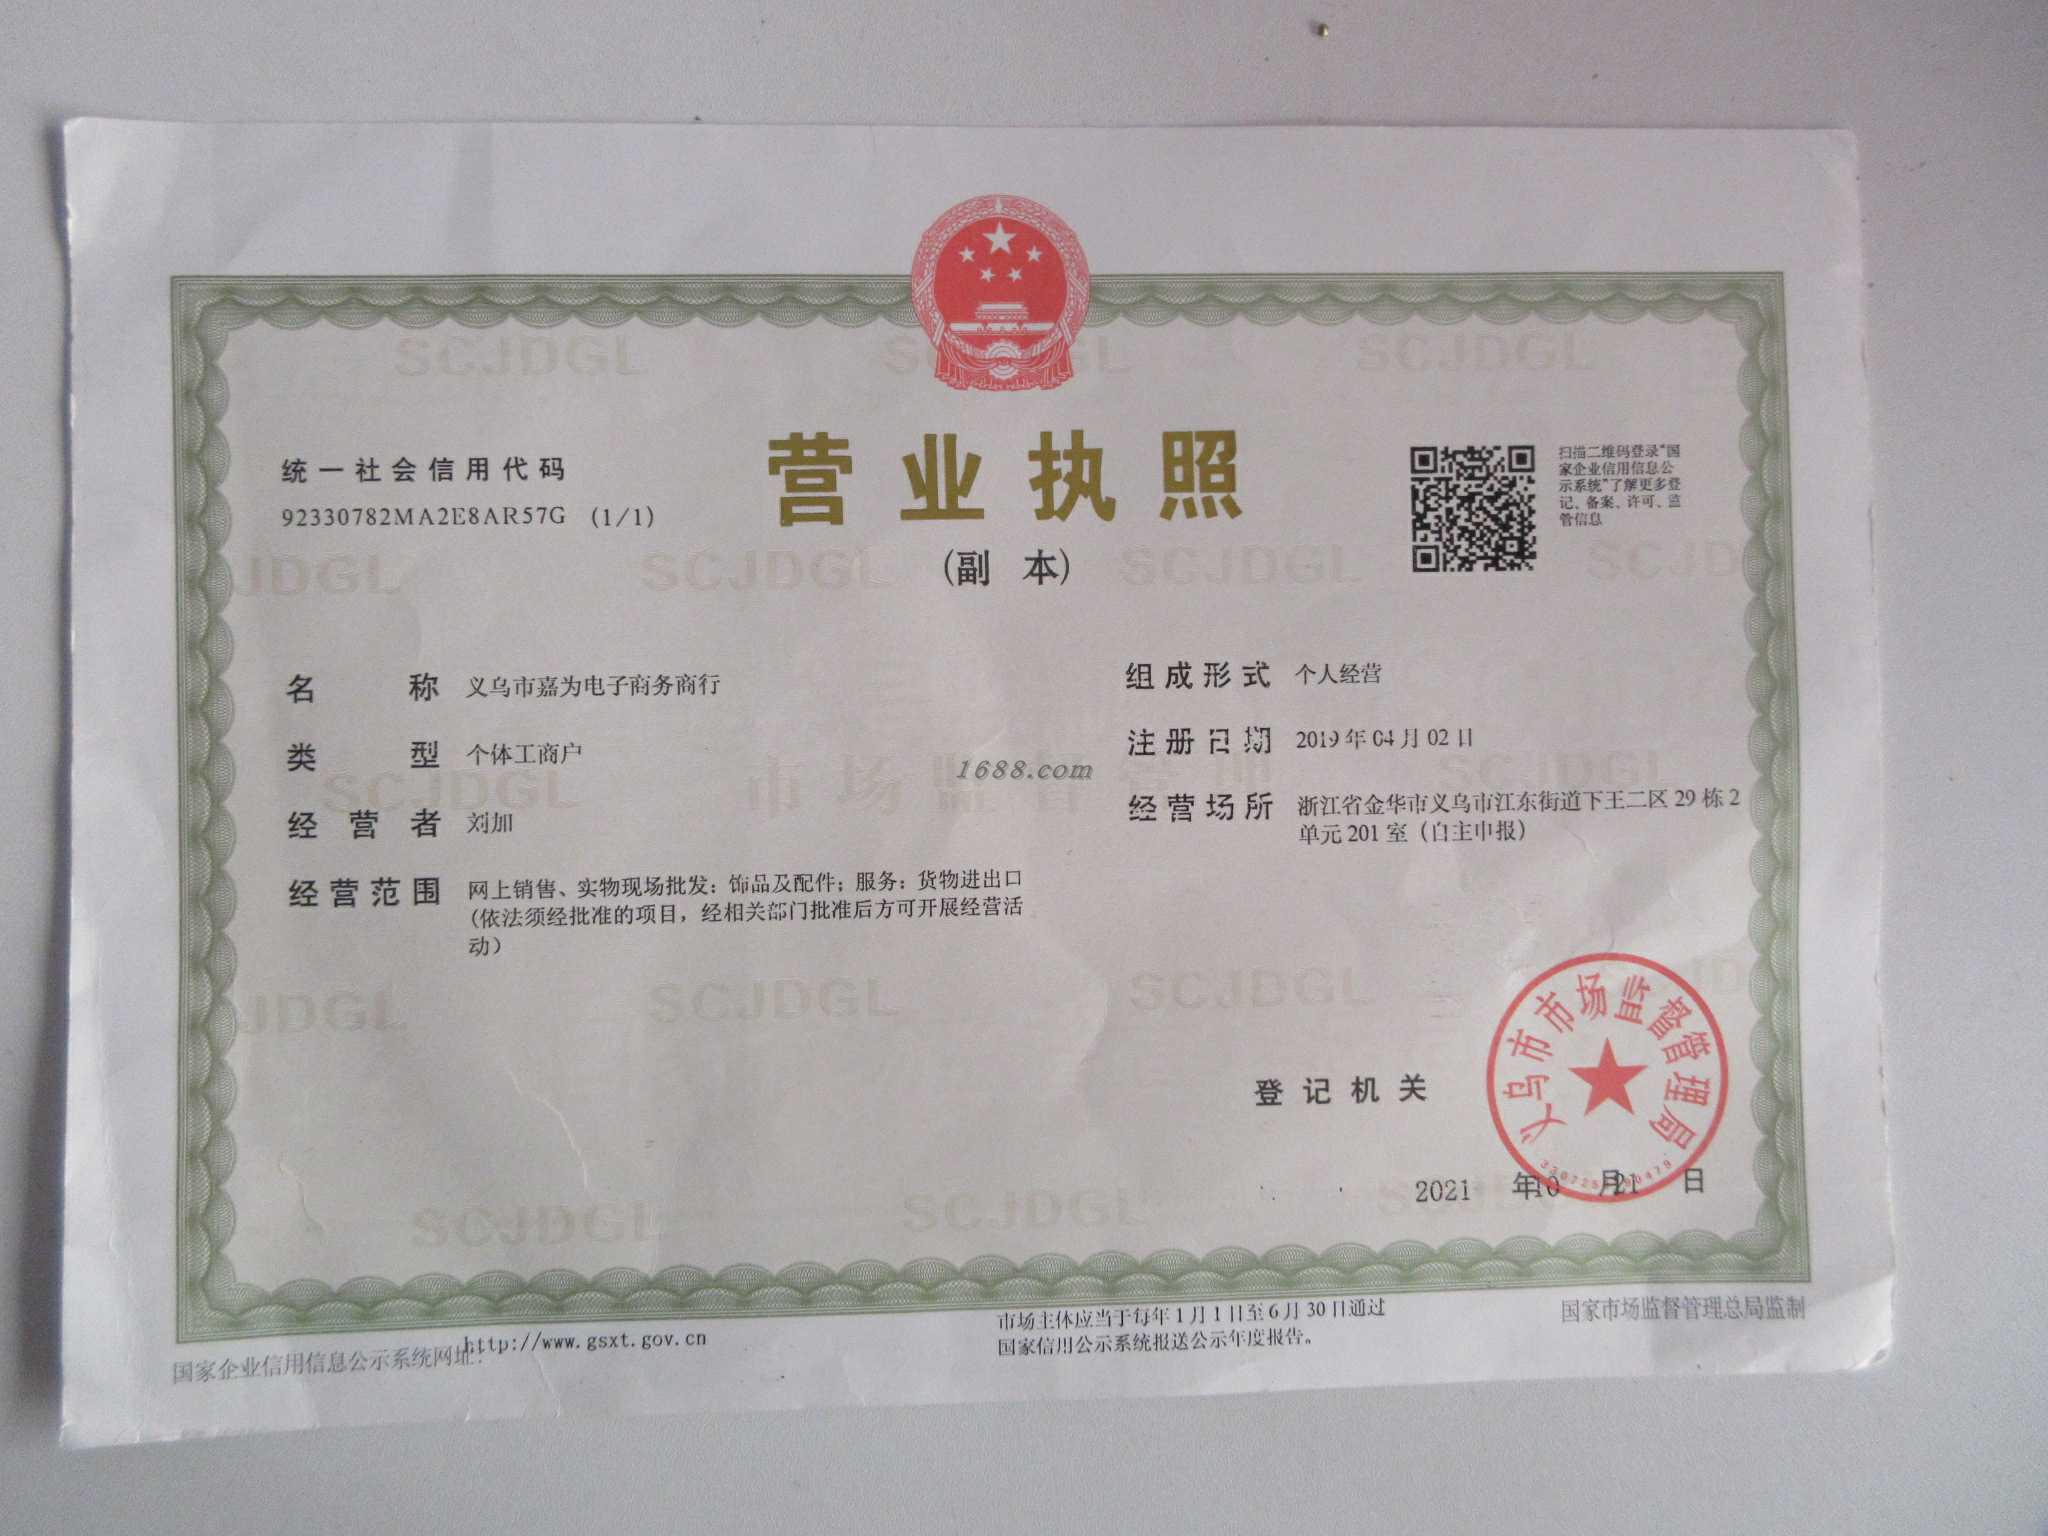 统一社会信用代码
92330782MA2E8AR57G (1/1)
营业执照
(副 本)
扫描二维码登录“国
家企业信用信息公
示系统”了解更多登
记、备案、许可、监
管信息
名 称 义乌市嘉为电子商务商行
类 型 个体工商户
经 营 者 刘加
经营范围 网上销售、实物现场批发：饰品及配件；服务：货物进出口
(依法须经批准的项目，经相关部门批准后方可开展经营活
动）
组成形式 个人经营
注册日期 2019年04月02日
经营场所 浙江省金华市义乌市江东街道下王二区29栋2
单元201室（自主申报）
1688.com
登记机关
义乌市市场监督管理局
2021 年10 月21 日
国家企业信用信息公示系统网址：http://www.gsxt.gov.cn
市场主体应当于每年1月1日至6月30日通过
国家信用公示系统报送公示年度报告。
国家市场监督管理总局监制
SCJDGL